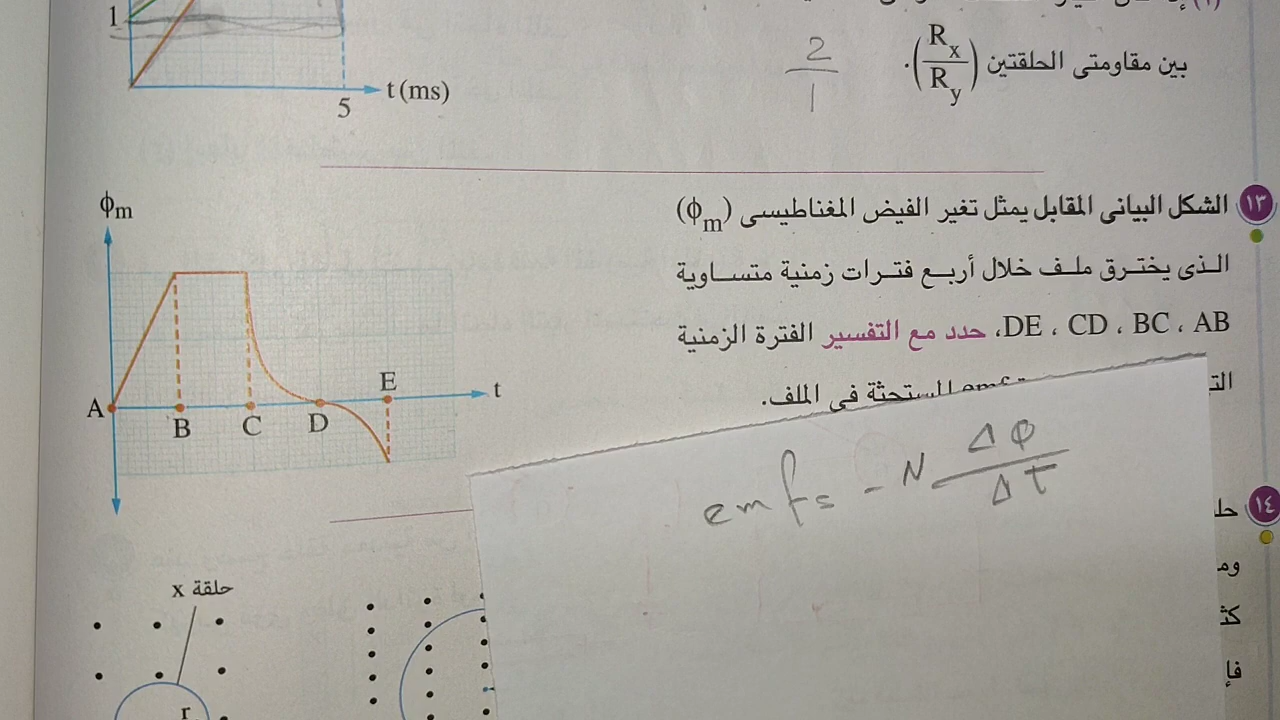 1
t (ms)
5
بين مقاومتى الحلقتين (Rx/Ry).
2/1
١٣ الشكل البيانى المقابل يمثل تغير الفيض المغناطيسى (ϕm)
الذى يخترق ملف خلال أربع فترات زمنية متساوية
DE ، CD ، BC ، AB، حدد مع التفسير الفترة الزمنية
emf المستحثة فى الملف.
ϕm
A
B
C
D
E
t
emf = - N Δϕ/Δt
١٤
حلقة x
r